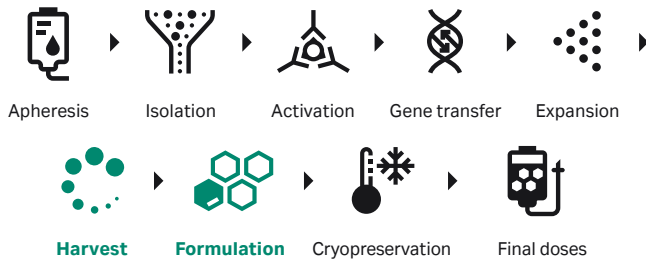 Apheresis Isolation Activation Gene transfer Expansion
Harvest Formulation Cryopreservation Final doses